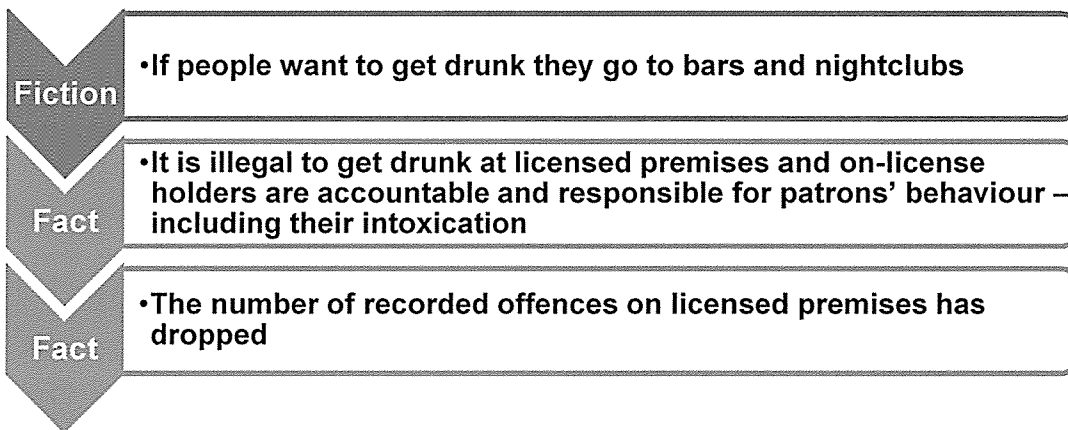 Fiction
•If people want to get drunk they go to bars and nightclubs
Fact
•It is illegal to get drunk at licensed premises and on-license
holders are accountable and responsible for patrons’ behaviour –
including their intoxication
Fact
•The number of recorded offences on licensed premises has
dropped